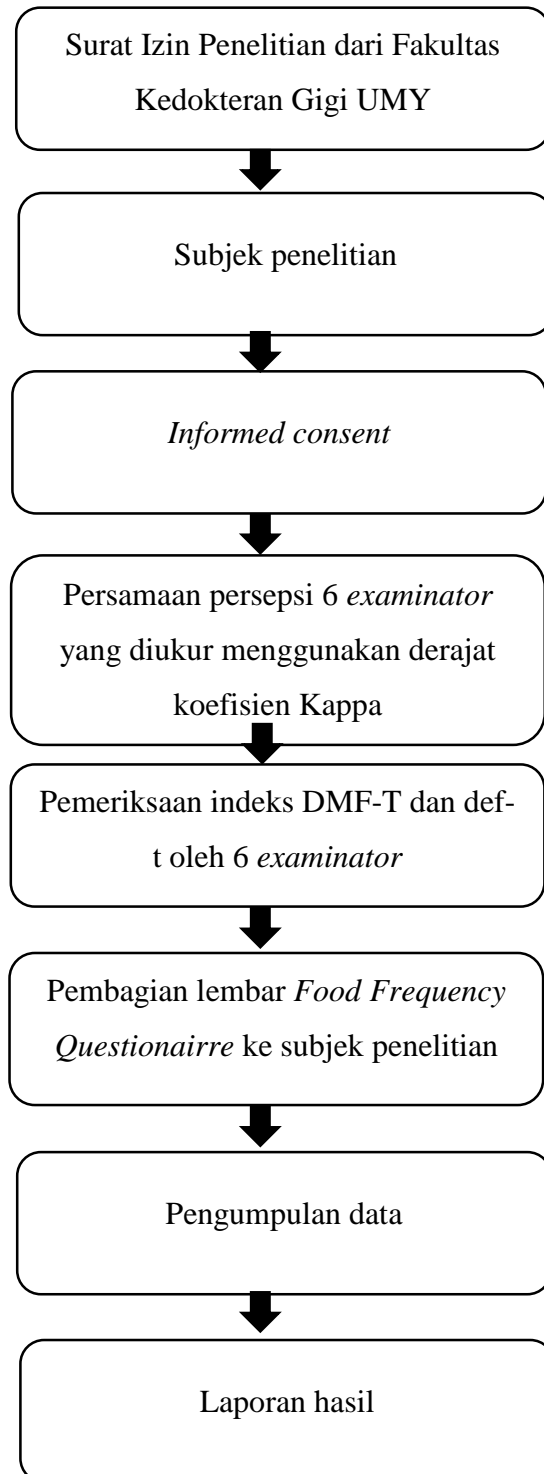 Surat Izin Penelitian dari Fakultas
Kedokteran Gigi UMY
Subjek penelitian
Informed consent
Persamaan persepsi 6 examinator
yang diukur menggunakan derajat
koefisien Kappa
Pemeriksaan indeks DMF-T dan def-
t oleh 6 examinator
Pembagian lembar Food Frequency
Questionairre ke subjek penelitian
Pengumpulan data
Laporan hasil